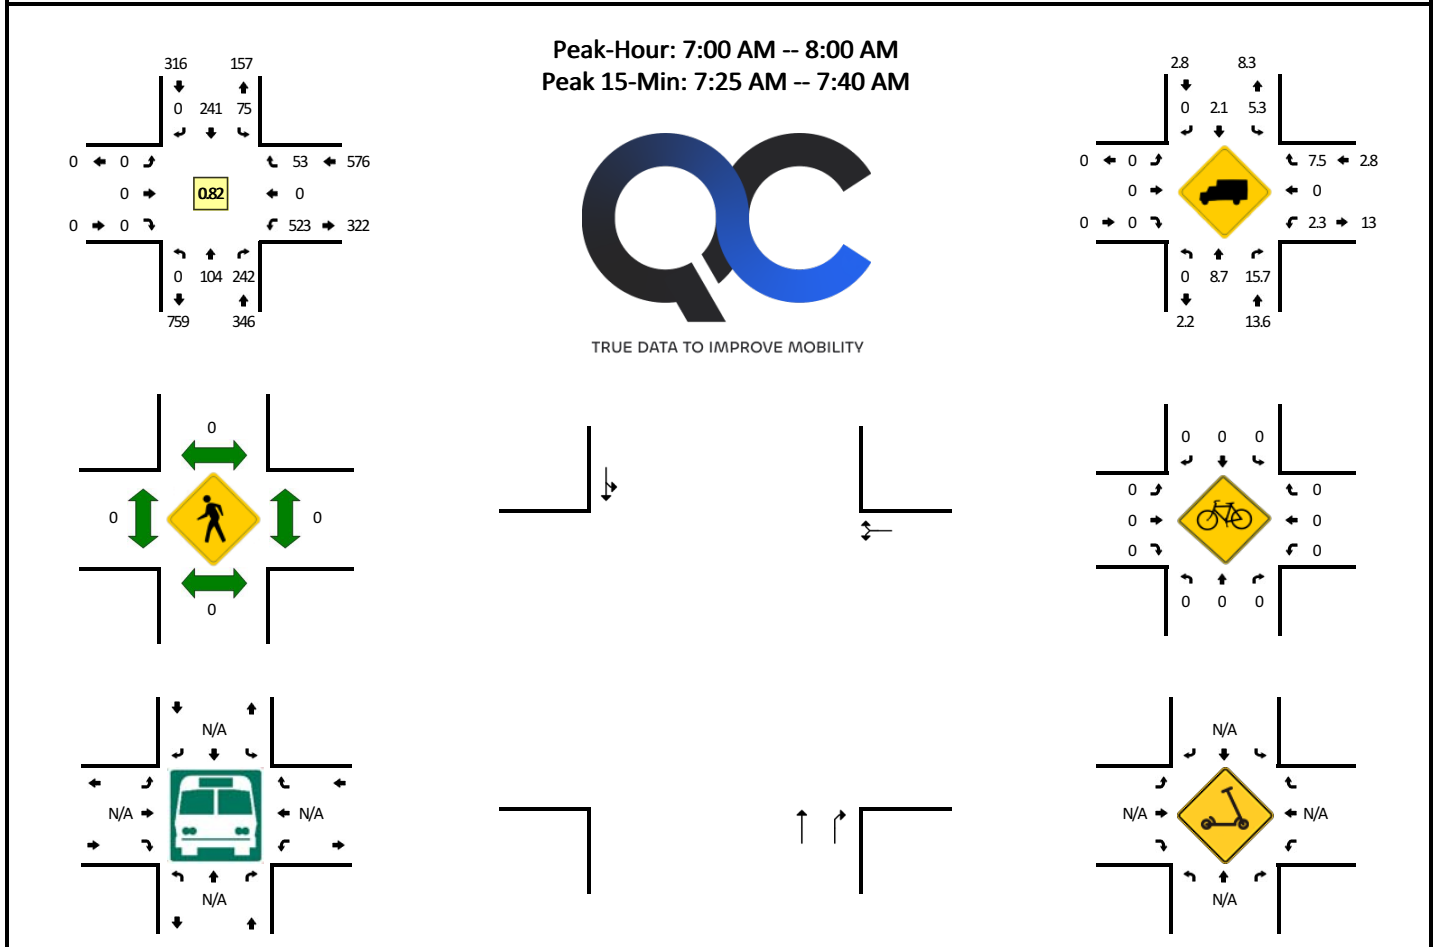 Peak-Hour: 7:00 AM -- 8:00 AM
Peak 15-Min: 7:25 AM -- 7:40 AM
316 157
0 241 75
0 0 53 576
0 0.82 0
0 0 523 322
0 104 242
759 346
QC
TRUE DATA TO IMPROVE MOBILITY
2.8 8.3
0 2.1 5.3
0 0 7.5 2.8
0 0
0 0 2.3 13
0 8.7 15.7
2.2 13.6
0
0 0
0
0 0 0
0 0
0 0
0 0
0 0 0
N/A
N/A N/A
N/A
N/A
N/A N/A
N/A